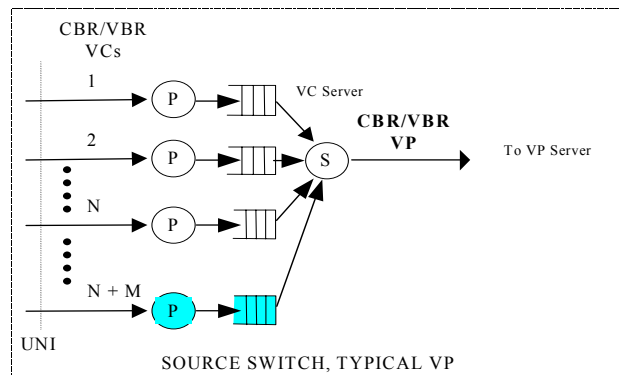 CBR/VBR
VCs
1
P
VC Server
2
P
S
CBR/VBR
VP
To VP Server
N
P
N + M
P
UNI
SOURCE SWITCH, TYPICAL VP